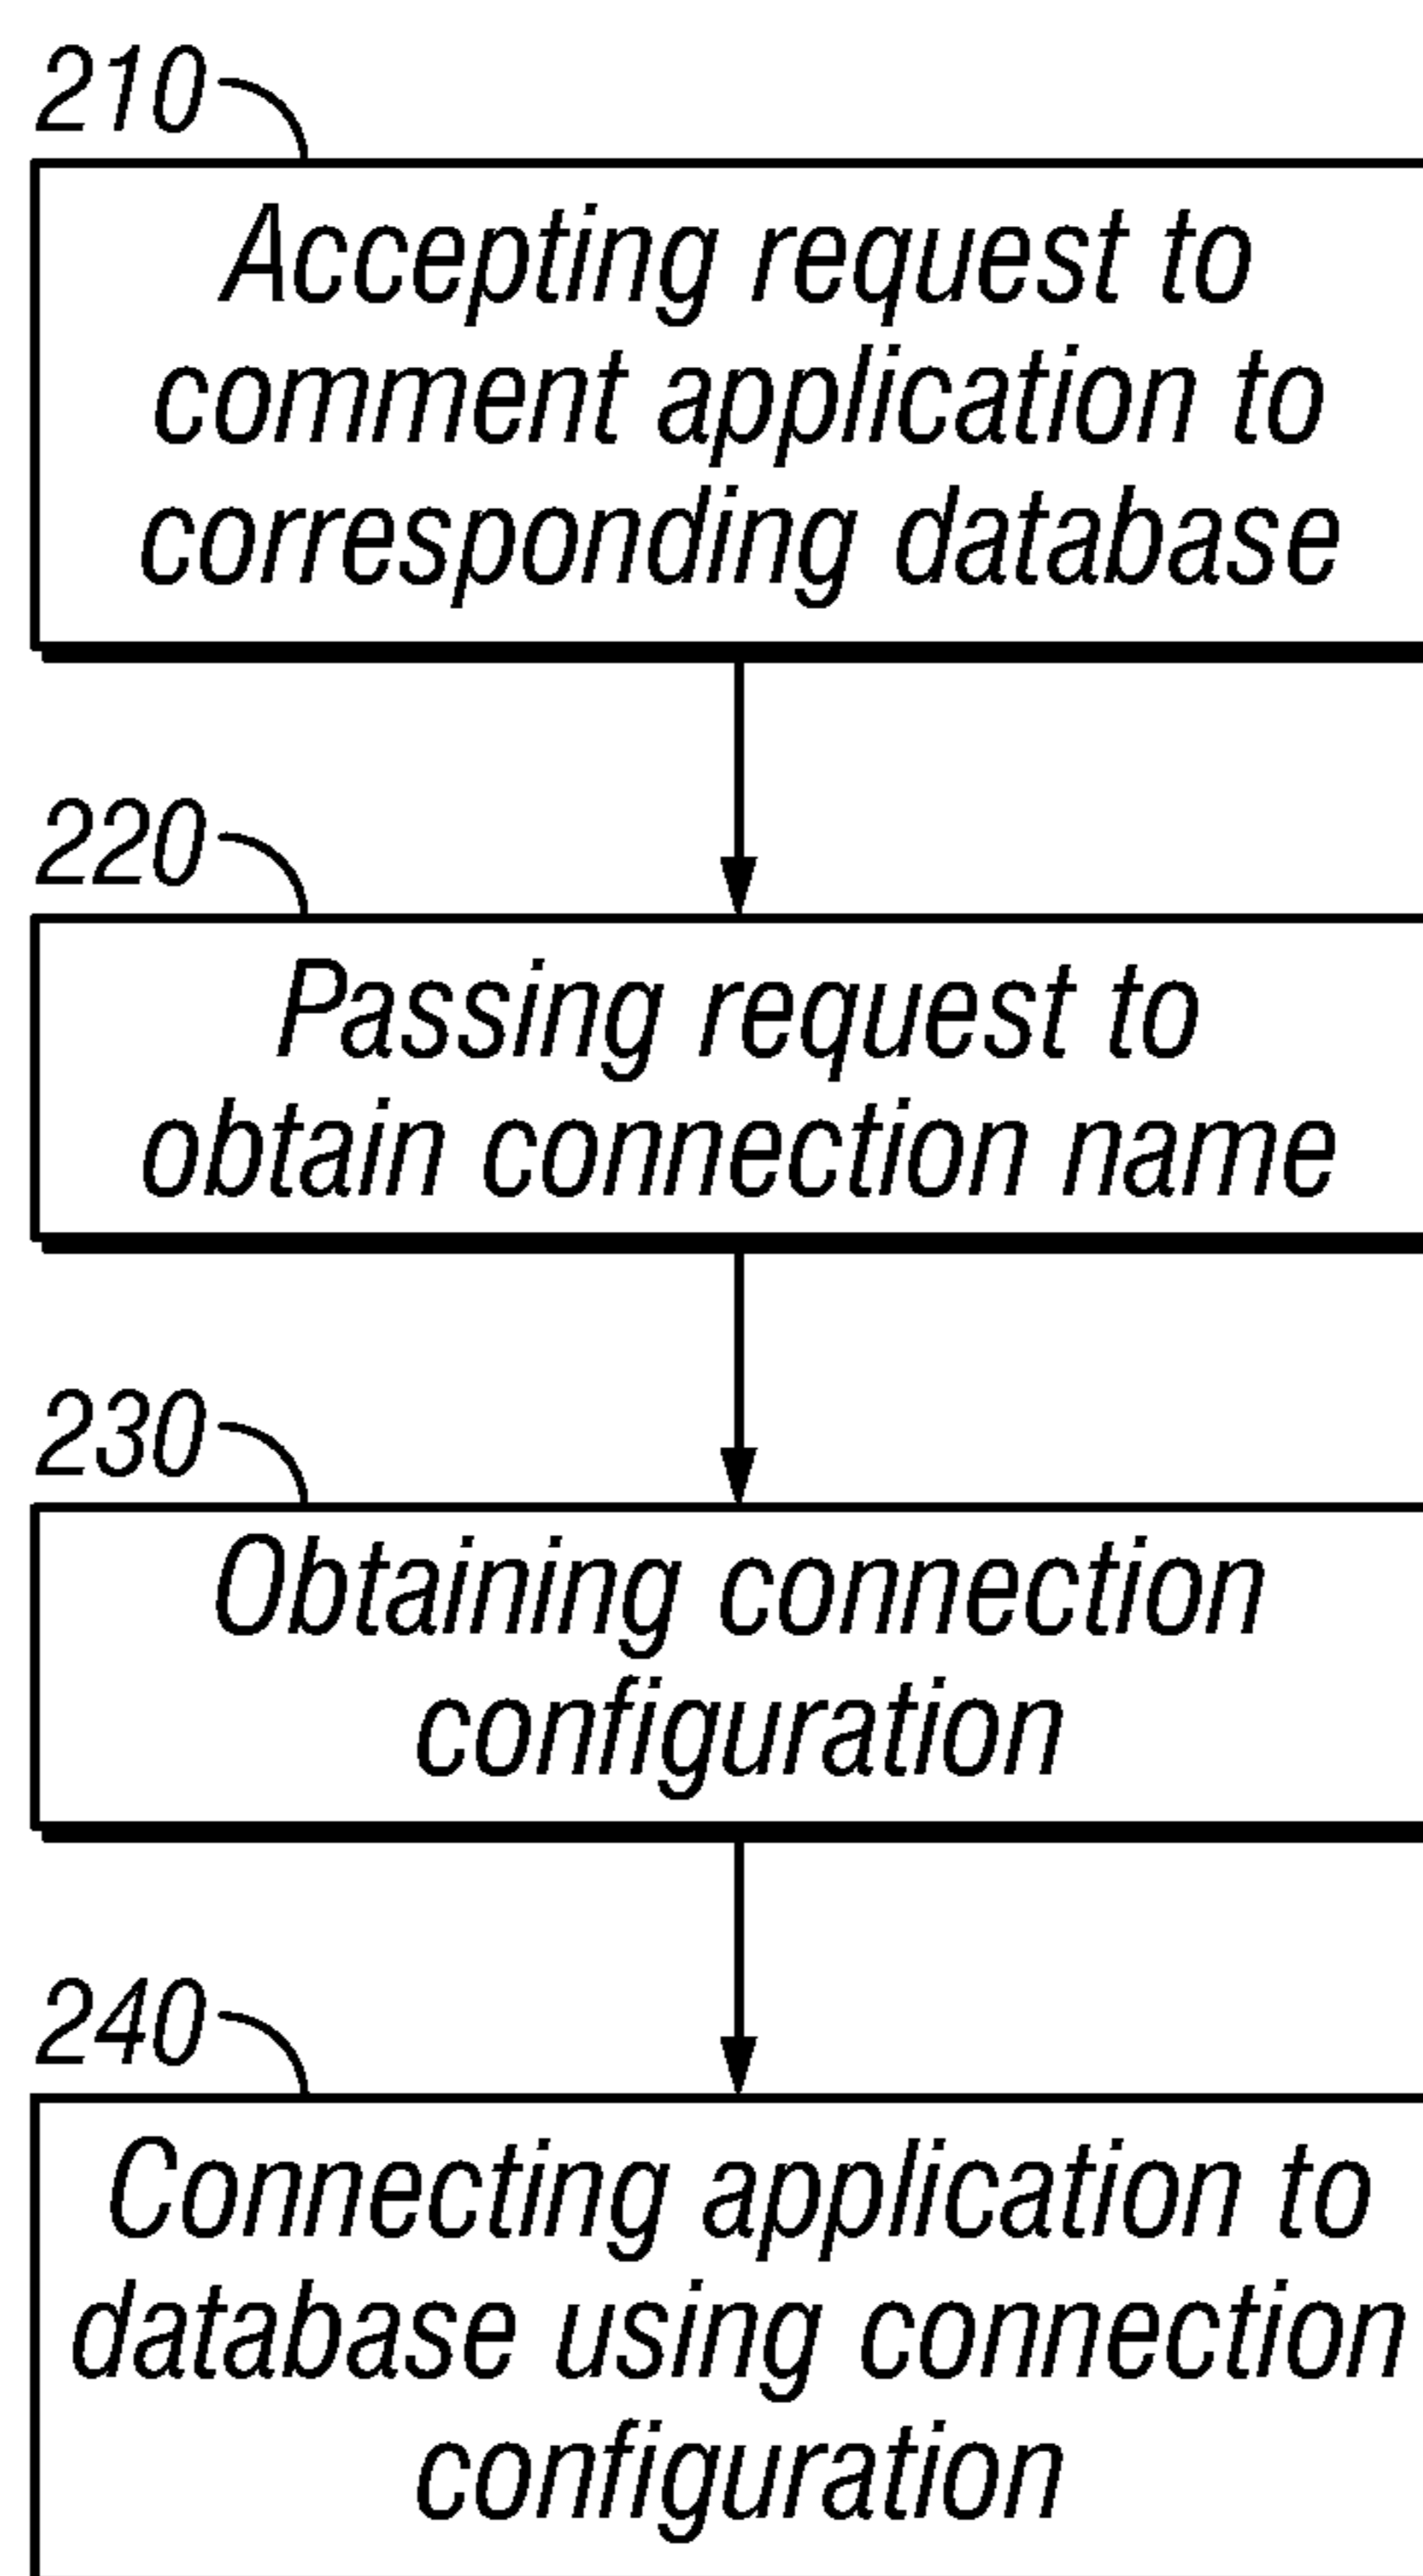 210
Accepting request to
comment application to
corresponding database
220
Passing request to
obtain connection name
230
Obtaining connection
configuration
240
Connecting application to
database using connection
configuration